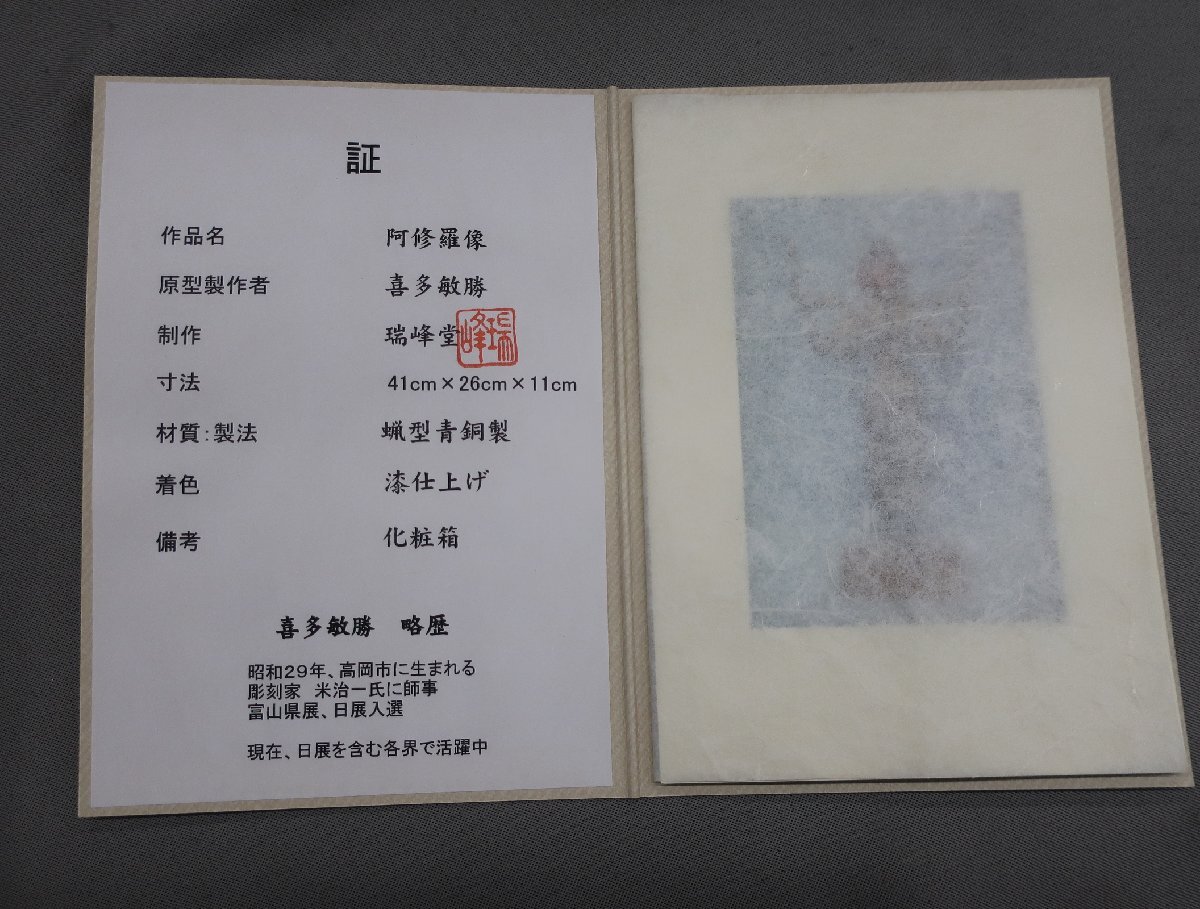 証
作品名 阿修羅像
原型製作者 喜多敏勝
制作 瑞峰堂
瑞峰
寸法 41cm×26cm×11cm
材質:製法 蝋型青銅製
着色 漆仕上げ
備考 化粧箱
喜多敏勝 略歴
昭和29年、高岡市に生まれる
彫刻家 米治一氏に師事
富山県展、日展入選
現在、日展を含む各界で活躍中